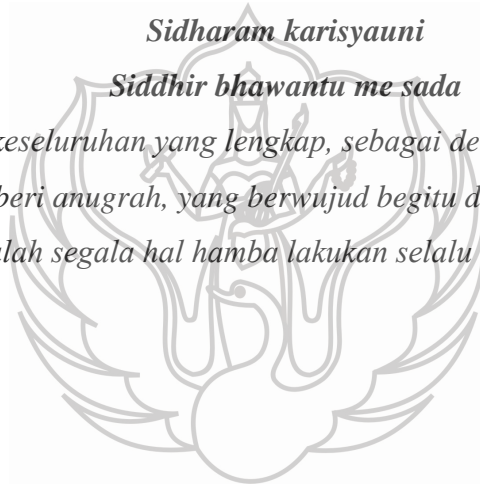 Sidharam karisyauni
Siddhir bhawantu me sada
keseluruhan yang lengkap, sebagai de
beri anugrah, yang berwujud begitu d
lah segala hal hamba lakukan selalu